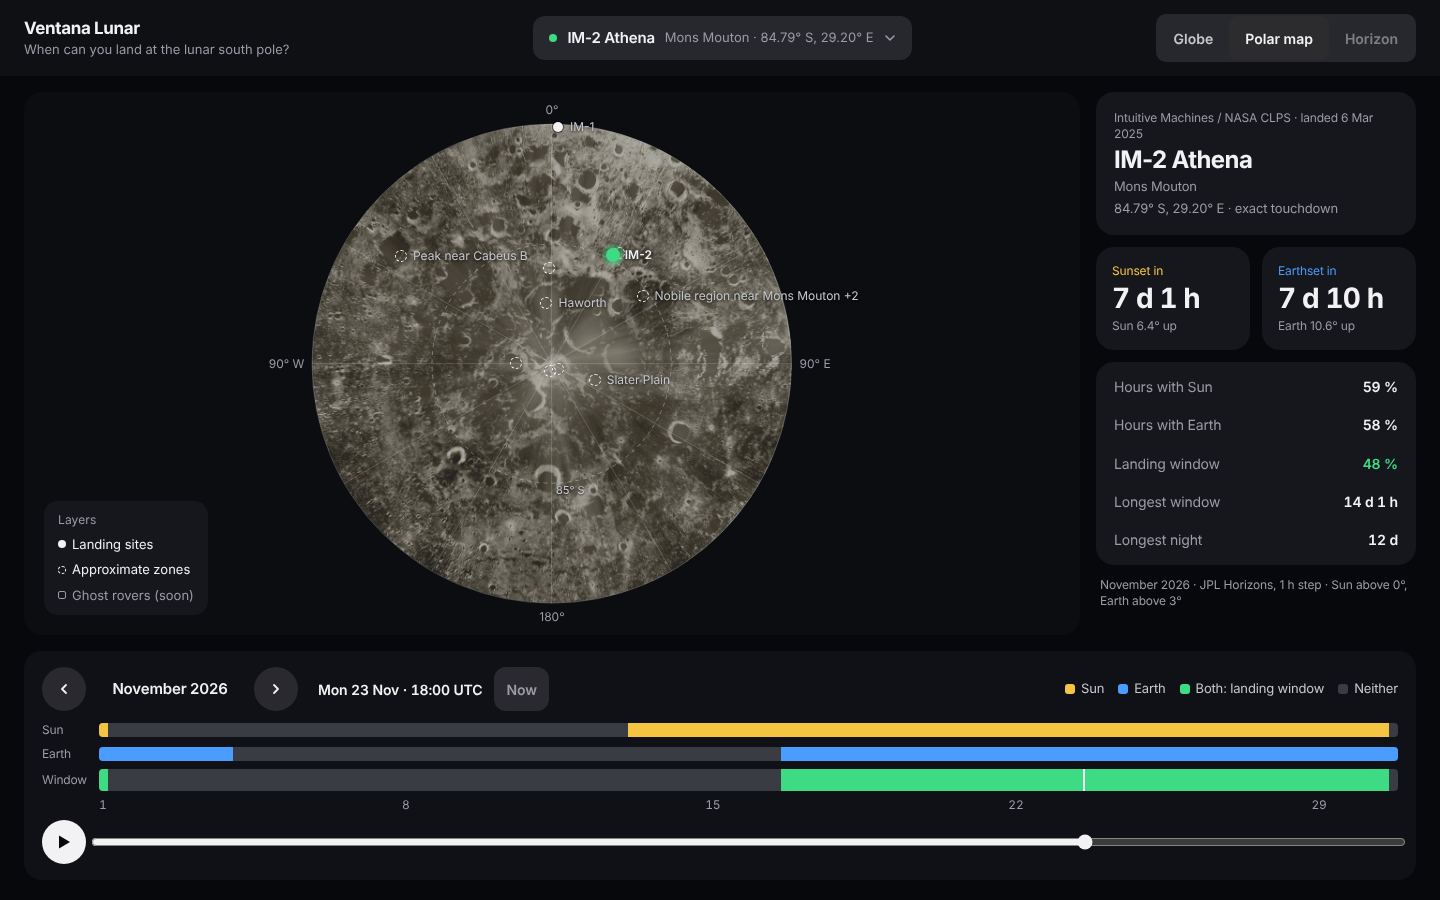 Ventana Lunar
When can you land at the lunar south pole?
IM-2 Athena Mons Mouton · 84.79° S, 29.20° E
Globe Polar map Horizon
0°
IM-1
Peak near Cabeus B
IM-2
Haworth
Nobile region near Mons Mouton +2
90° W
90° E
Slater Plain
85° S
180°
Layers
Landing sites
Approximate zones
Ghost rovers (soon)
Intuitive Machines / NASA CLPS · landed 6 Mar
2025
IM-2 Athena
Mons Mouton
84.79° S, 29.20° E · exact touchdown
Sunset in
7 d 1 h
Sun 6.4° up
Earthset in
7 d 10 h
Earth 10.6° up
Hours with Sun 59 %
Hours with Earth 58 %
Landing window 48 %
Longest window 14 d 1 h
Longest night 12 d
November 2026 · JPL Horizons, 1 h step · Sun above 0°,
Earth above 3°
November 2026 Mon 23 Nov · 18:00 UTC Now
Sun Earth Both: landing window Neither
Sun
Earth
Window
1 8 15 22 29